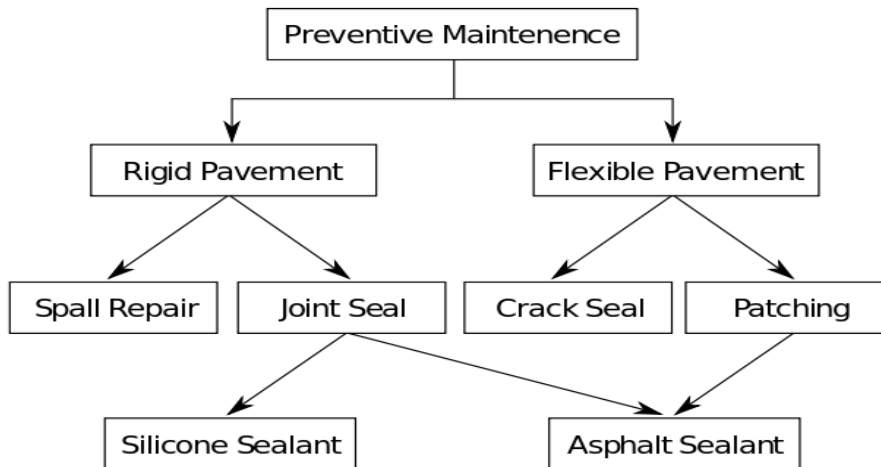 Preventive Maintenence
Rigid Pavement
Flexible Pavement
Spall Repair
Joint Seal
Crack Seal
Patching
Silicone Sealant
Asphalt Sealant